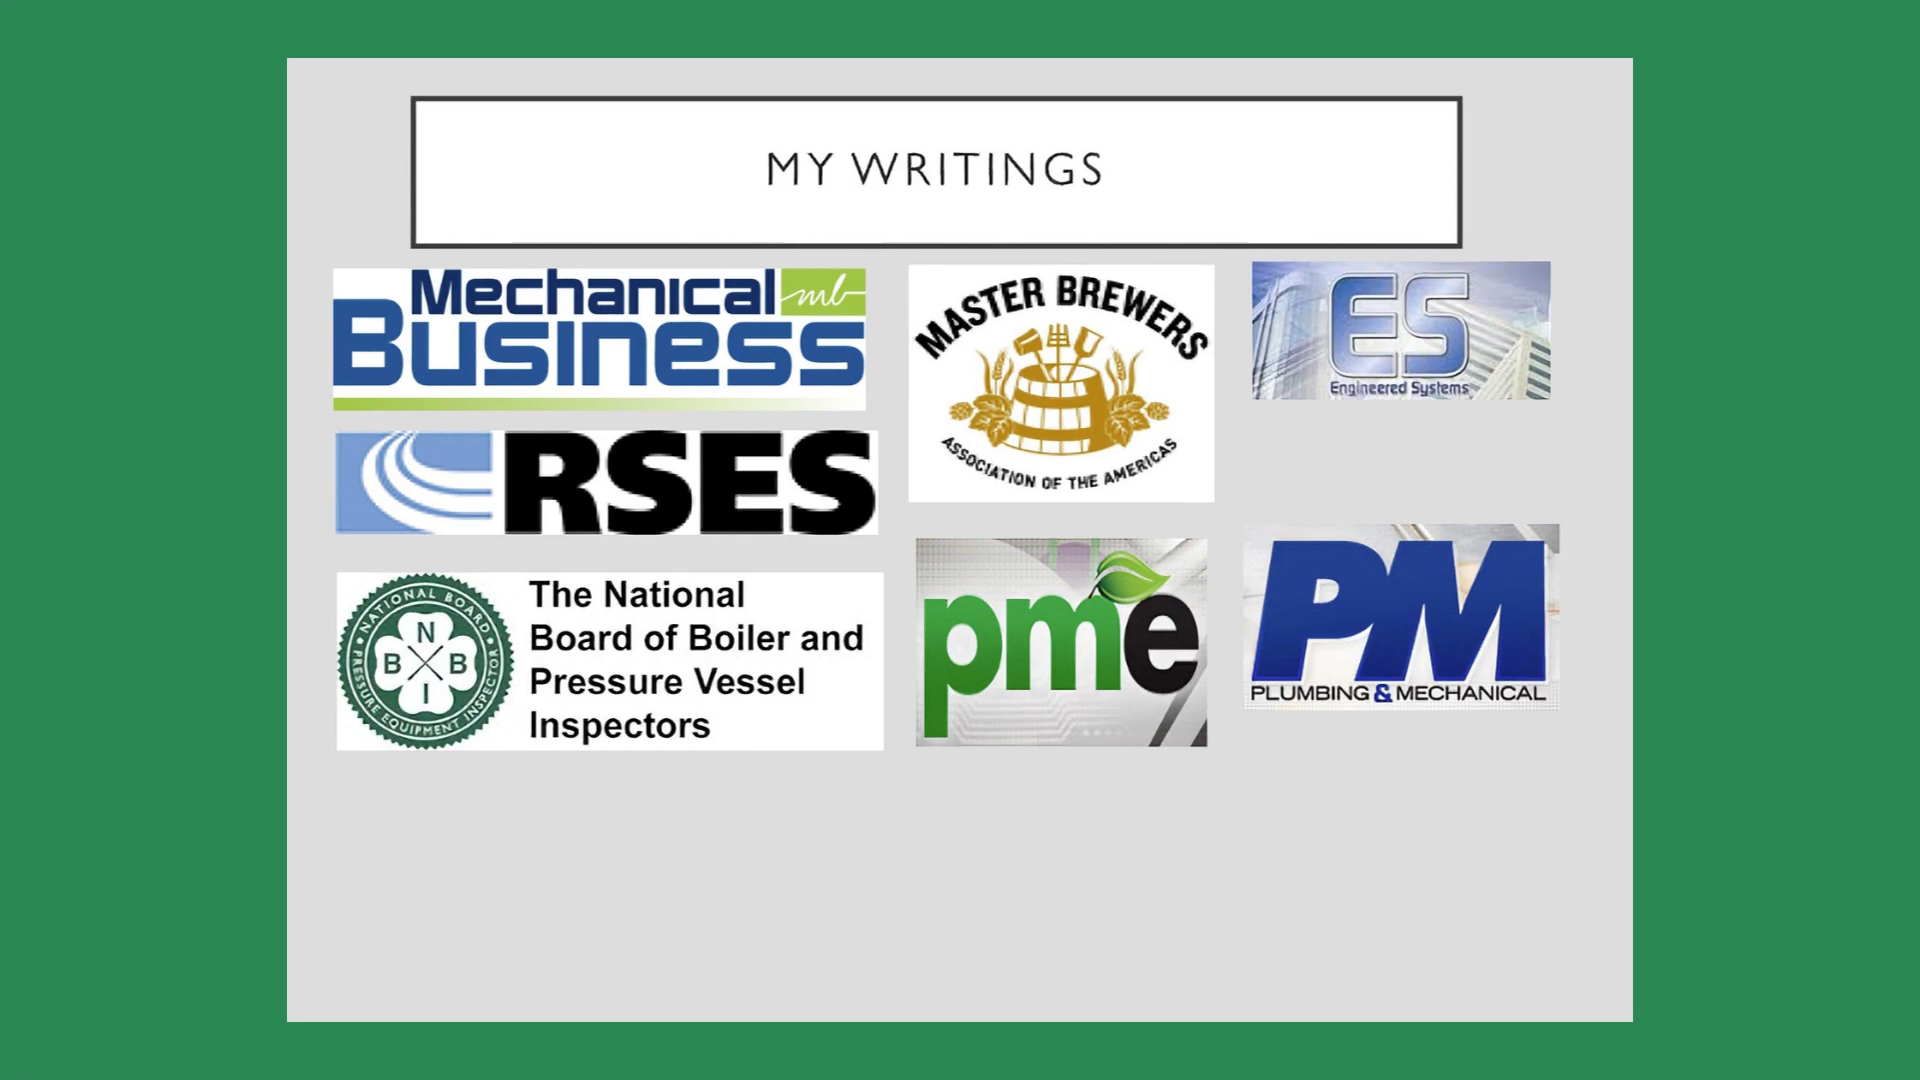 MY WRITINGS
Mechanical mb
Business
MASTER BREWERS
ASSOCIATION OF THE AMERICAS
ES
Engineered Systems
RSES
NATIONAL BOARD
PRESSURE EQUIPMENT INSPECTOR
N
B B
I
The National
Board of Boiler and
Pressure Vessel
Inspectors
pme
PM
PLUMBING & MECHANICAL